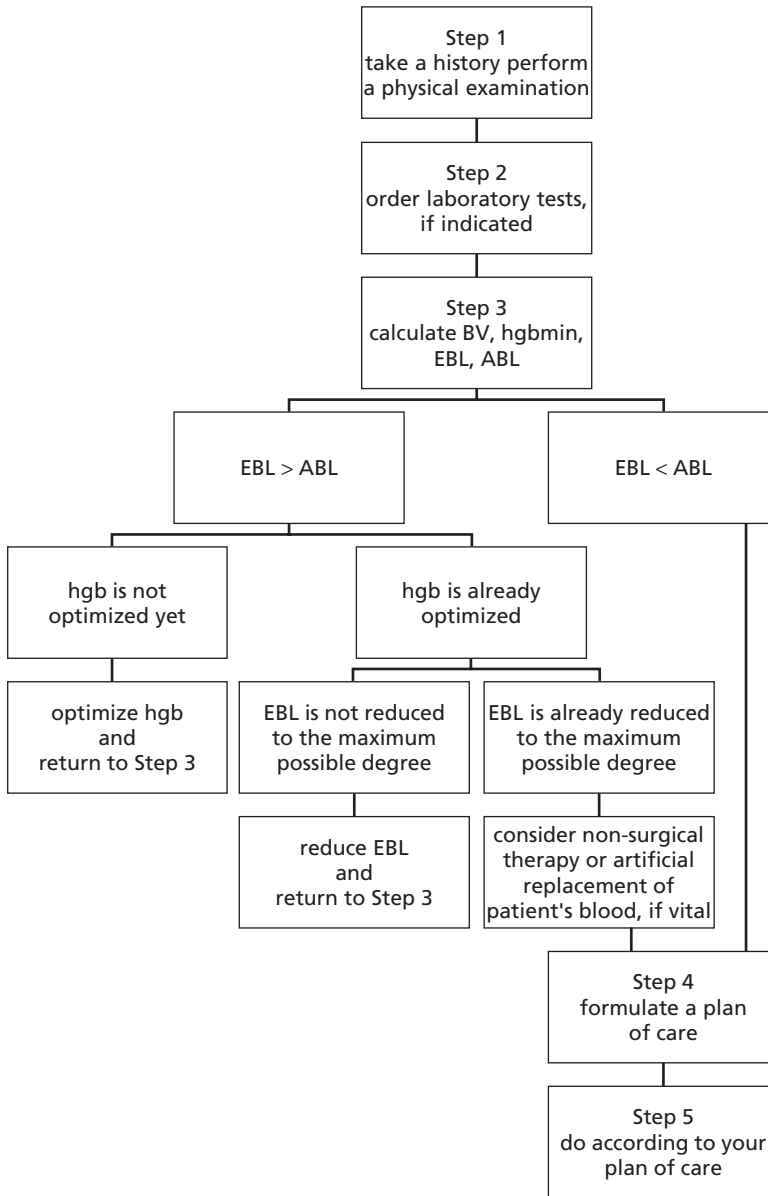 Step 1
take a history perform
a physical examination
Step 2
order laboratory tests,
if indicated
Step 3
calculate BV, hgbmin,
EBL, ABL
EBL > ABL
EBL < ABL
hgb is not
optimized yet
hgb is already
optimized
optimize hgb
and
return to Step 3
EBL is not reduced
to the maximum
possible degree
EBL is already reduced
to the maximum
possible degree
reduce EBL
and
return to Step 3
consider non-surgical
therapy or artificial
replacement of
patient's blood, if vital
Step 4
formulate a plan
of care
Step 5
do according to your
plan of care